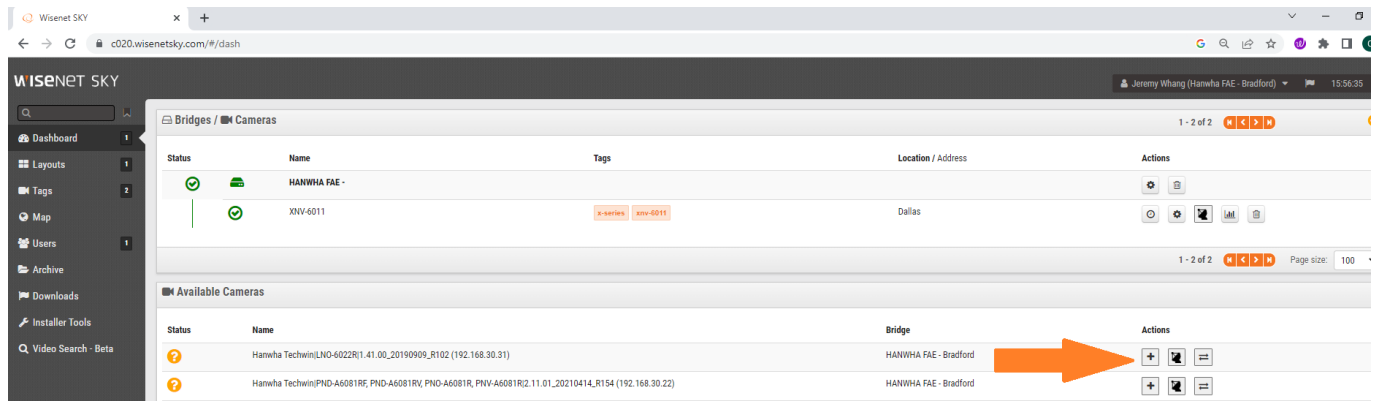 Wisenet SKY
c020.wisenetsky.com/#/dash
WISENET SKY
Jeremy Whang (Hanwha FAE - Bradford) 15:56:35
Bridges / Cameras 1 - 2 of 2
Dashboard 1
Layouts 1
Tags 2
Map
Users 1
Archive
Downloads
Installer Tools
Video Search - Beta
Status Name Tags Location / Address Actions
HANWHA FAE -
XNV-6011 x-series xnv-6011 Dallas
1 - 2 of 2 Page size: 100
Available Cameras
Status Name Bridge Actions
Hanwha Techwin|LNO-6022R|1.41.00_20190909_R102 (192.168.30.31) HANWHA FAE - Bradford
Hanwha Techwin|PND-A6081RF, PND-A6081RV, PNO-A6081R, PNV-A6081R|2.11.01_20210414_R154 (192.168.30.22) HANWHA FAE - Bradford